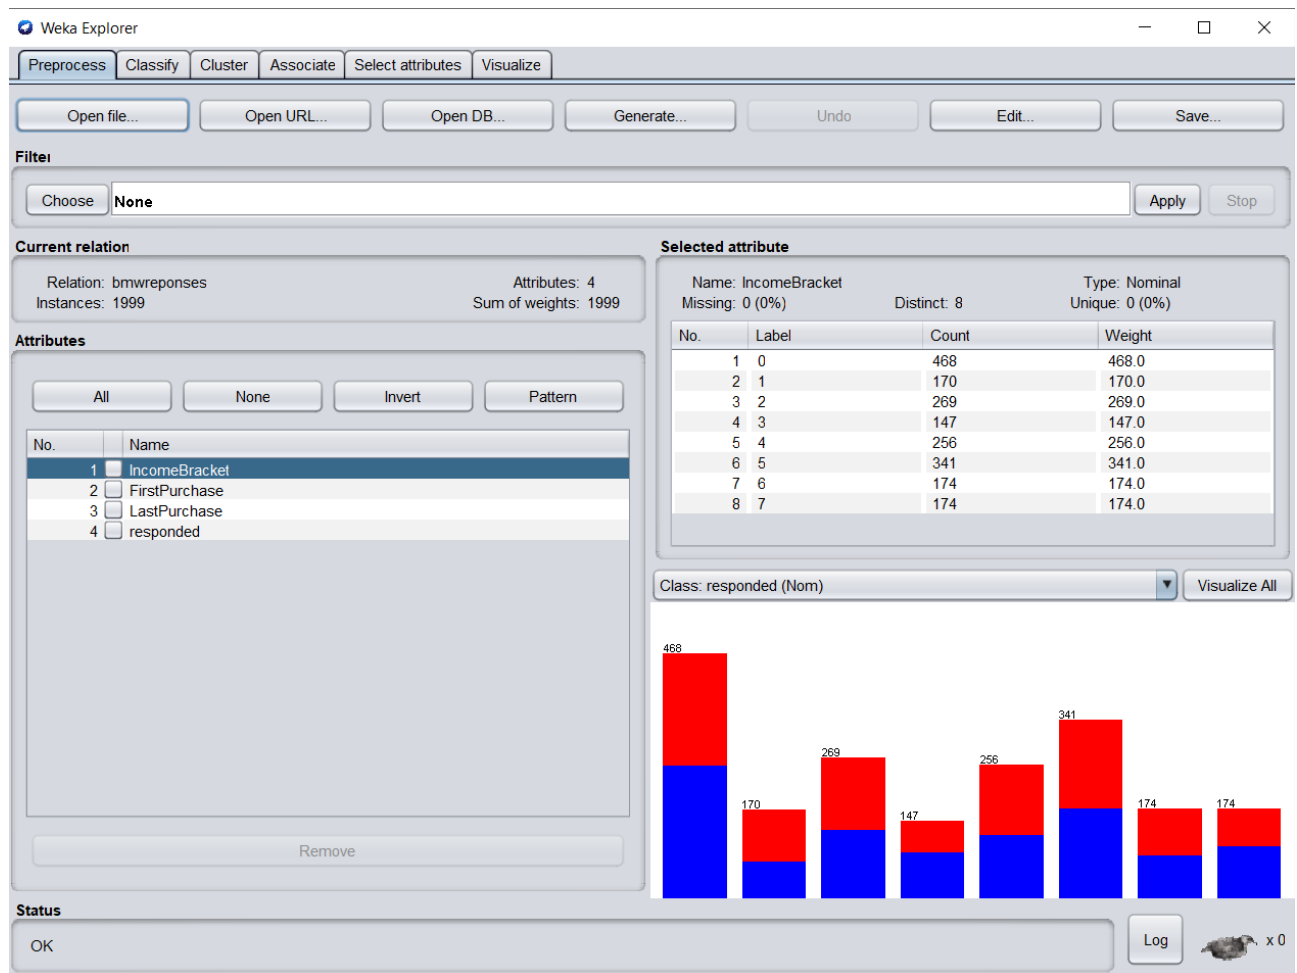 Weka Explorer
Preprocess Classify Cluster Associate Select attributes Visualize
Open file... Open URL... Open DB... Generate... Undo Edit... Save...
Filter
Choose None Apply Stop
Current relation
Relation: bmwreponses Attributes: 4
Instances: 1999 Sum of weights: 1999
Attributes
All None Invert Pattern
No. Name
1 IncomeBracket
2 FirstPurchase
3 LastPurchase
4 responded
Remove
Selected attribute
Name: IncomeBracket Type: Nominal
Missing: 0 (0%) Distinct: 8 Unique: 0 (0%)
No. Label Count Weight
1 0 468 468.0
2 1 170 170.0
3 2 269 269.0
4 3 147 147.0
5 4 256 256.0
6 5 341 341.0
7 6 174 174.0
8 7 174 174.0
Class: responded (Nom) Visualize All
468
170
269
147
256
341
174
174
Status
OK
Log x 0